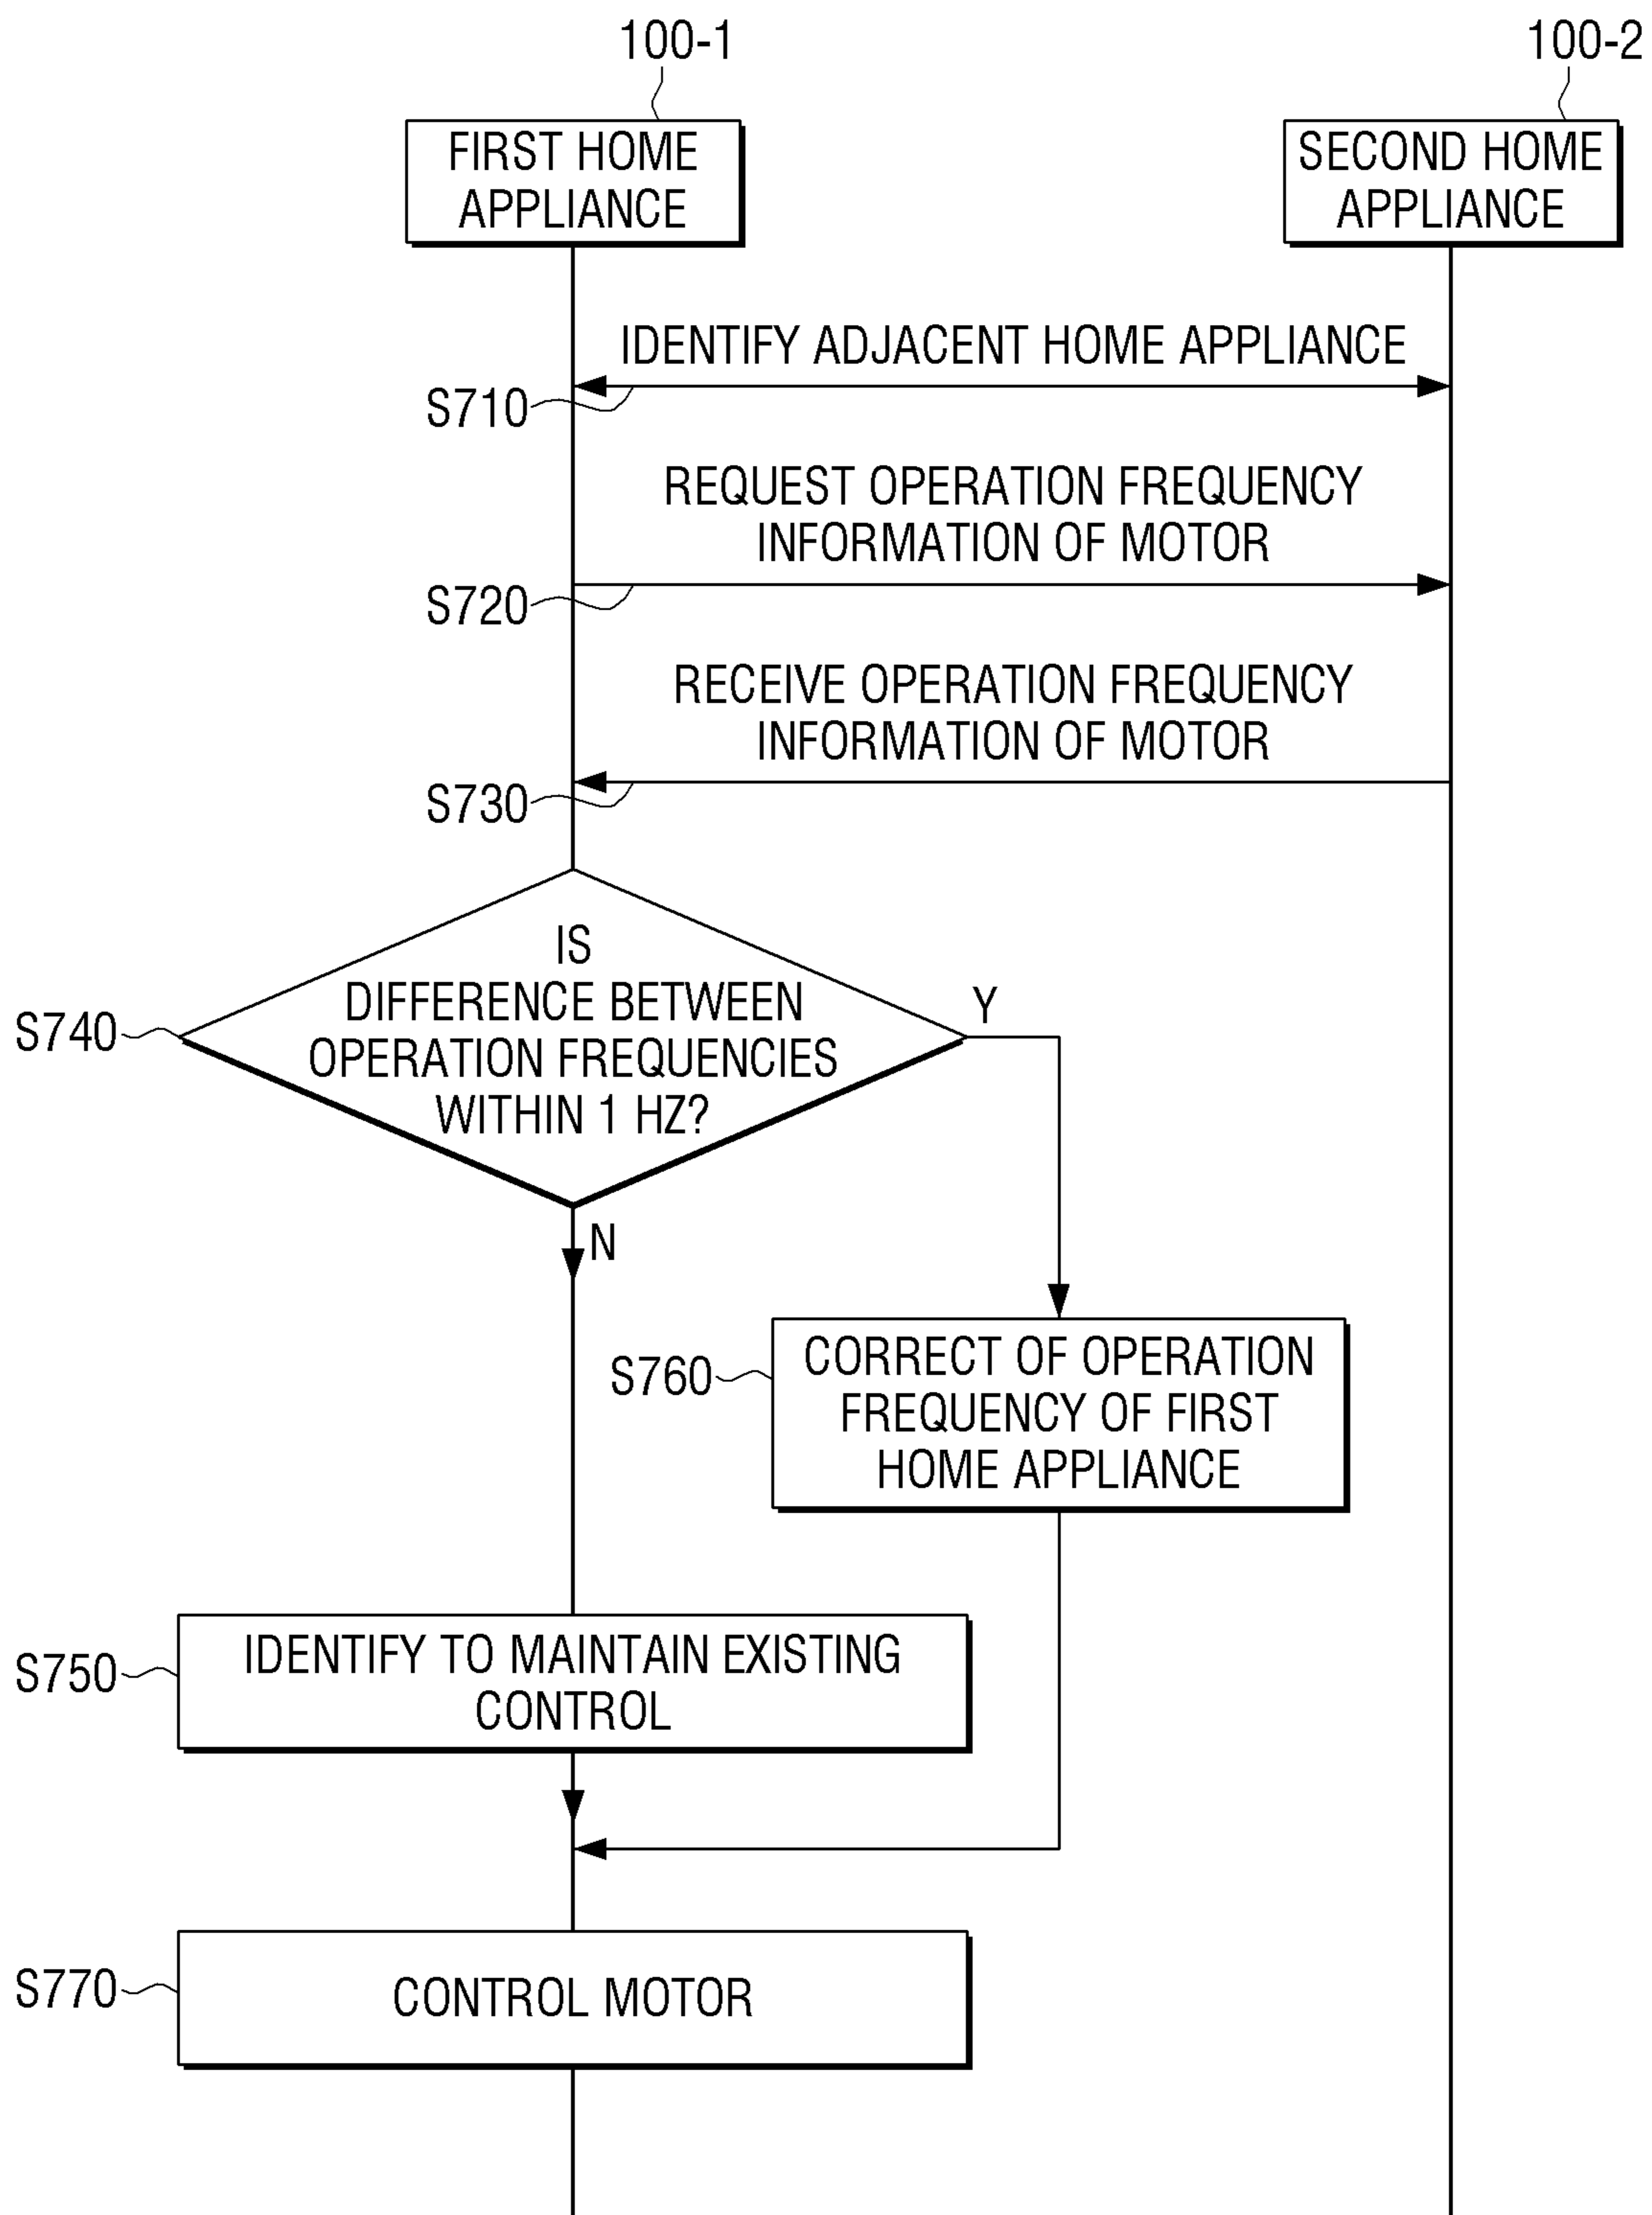 100-1
100-2
FIRST HOME
APPLIANCE
SECOND HOME
APPLIANCE
IDENTIFY ADJACENT HOME APPLIANCE
S710
REQUEST OPERATION FREQUENCY
INFORMATION OF MOTOR
S720
RECEIVE OPERATION FREQUENCY
INFORMATION OF MOTOR
S730
IS
DIFFERENCE BETWEEN
OPERATION FREQUENCIES
WITHIN 1 HZ?
S740
Y
N
S760
CORRECT OF OPERATION
FREQUENCY OF FIRST
HOME APPLIANCE
S750
IDENTIFY TO MAINTAIN EXISTING
CONTROL
S770
CONTROL MOTOR